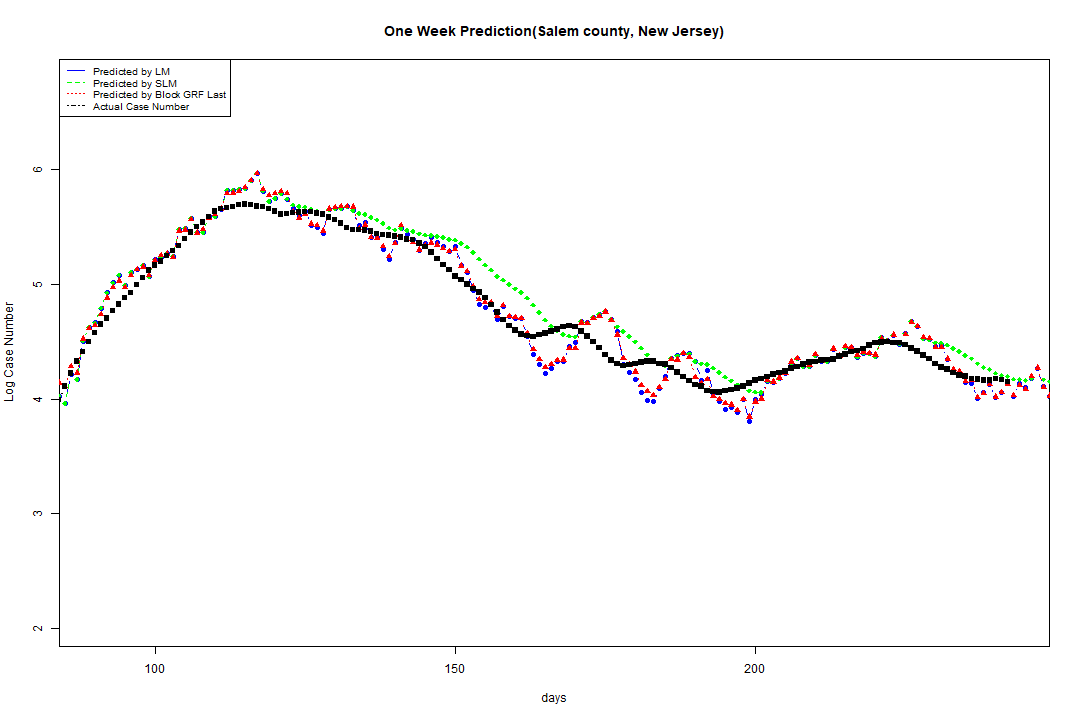 One Week Prediction(Salem county, New Jersey)
Predicted by LM
Predicted by SLM
Predicted by Block GRF Last
Actual Case Number
6
5
4
3
2
Log Case Number
100 150 200
days